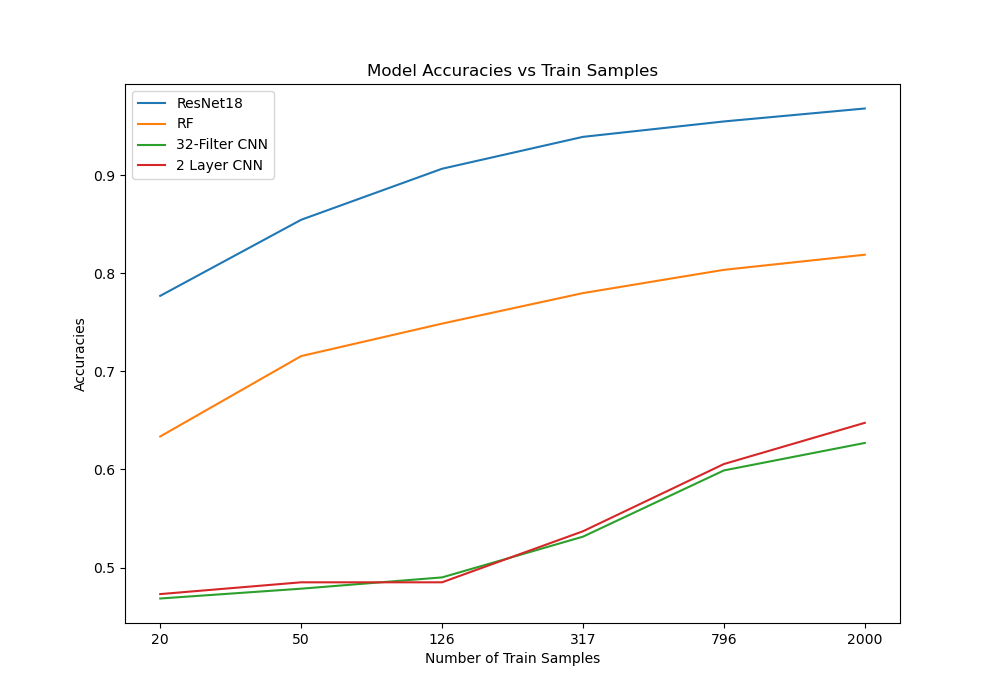 Model Accuracies vs Train Samples
ResNet18
RF
32-Filter CNN
2 Layer CNN
0.9
0.8
0.7
0.6
0.5
Accuracies
20 50 126 317 796 2000
Number of Train Samples